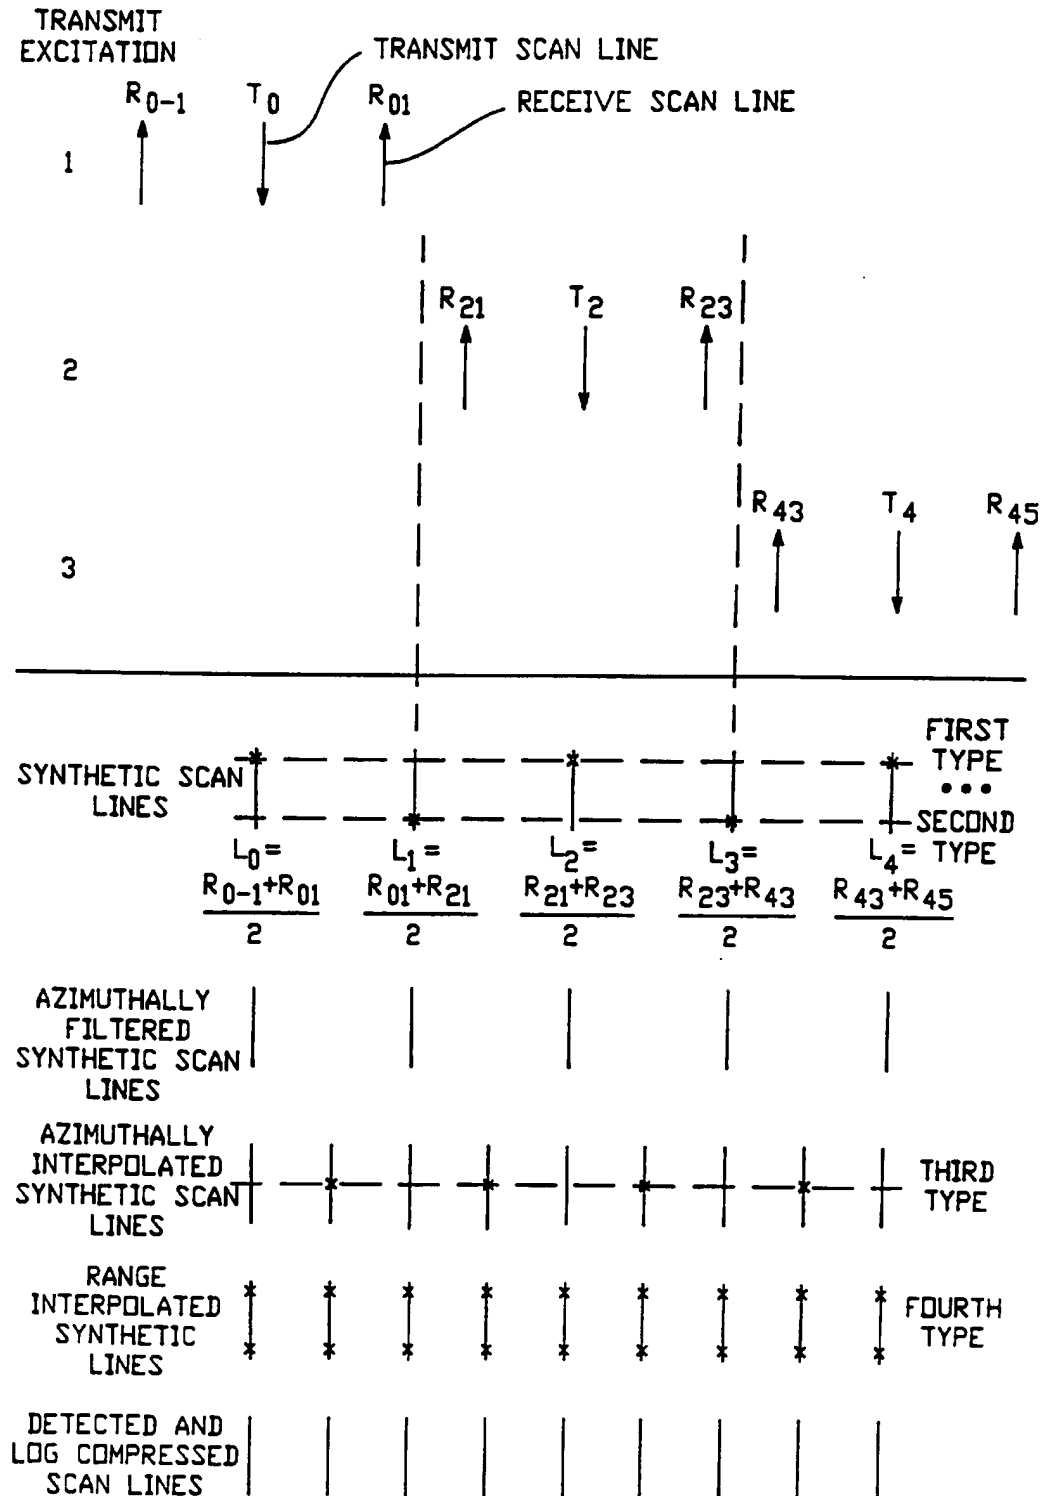 TRANSMIT
EXCITATION
TRANSMIT SCAN LINE
R0-1 T0 R01
RECEIVE SCAN LINE
1
R21 T2 R23
2
R43 T4 R45
3
FIRST
TYPE
SYNTHETIC SCAN
LINES
•••
SECOND
TYPE
L0= L1= L2= L3= L4=
R0-1+R01 R01+R21 R21+R23 R23+R43 R43+R45
2 2 2 2 2
AZIMUTHALLY
FILTERED
SYNTHETIC SCAN
LINES
AZIMUTHALLY
INTERPOLATED
SYNTHETIC SCAN
LINES
THIRD
TYPE
RANGE
INTERPOLATED
SYNTHETIC
LINES
FOURTH
TYPE
DETECTED AND
LOG COMPRESSED
SCAN LINES